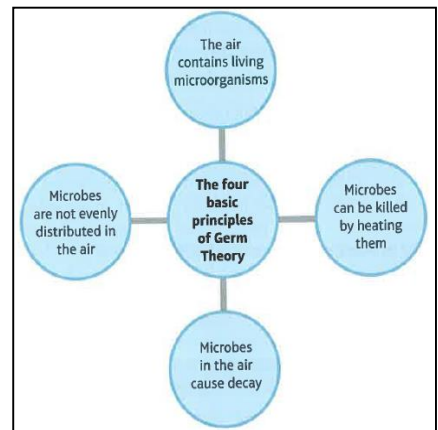 The air
contains living
microorganisms
Microbes
are not evenly
distributed in
the air
The four
basic
principles
of Germ
Theory
Microbes
can be killed
by heating
them
Microbes
in the air
cause decay